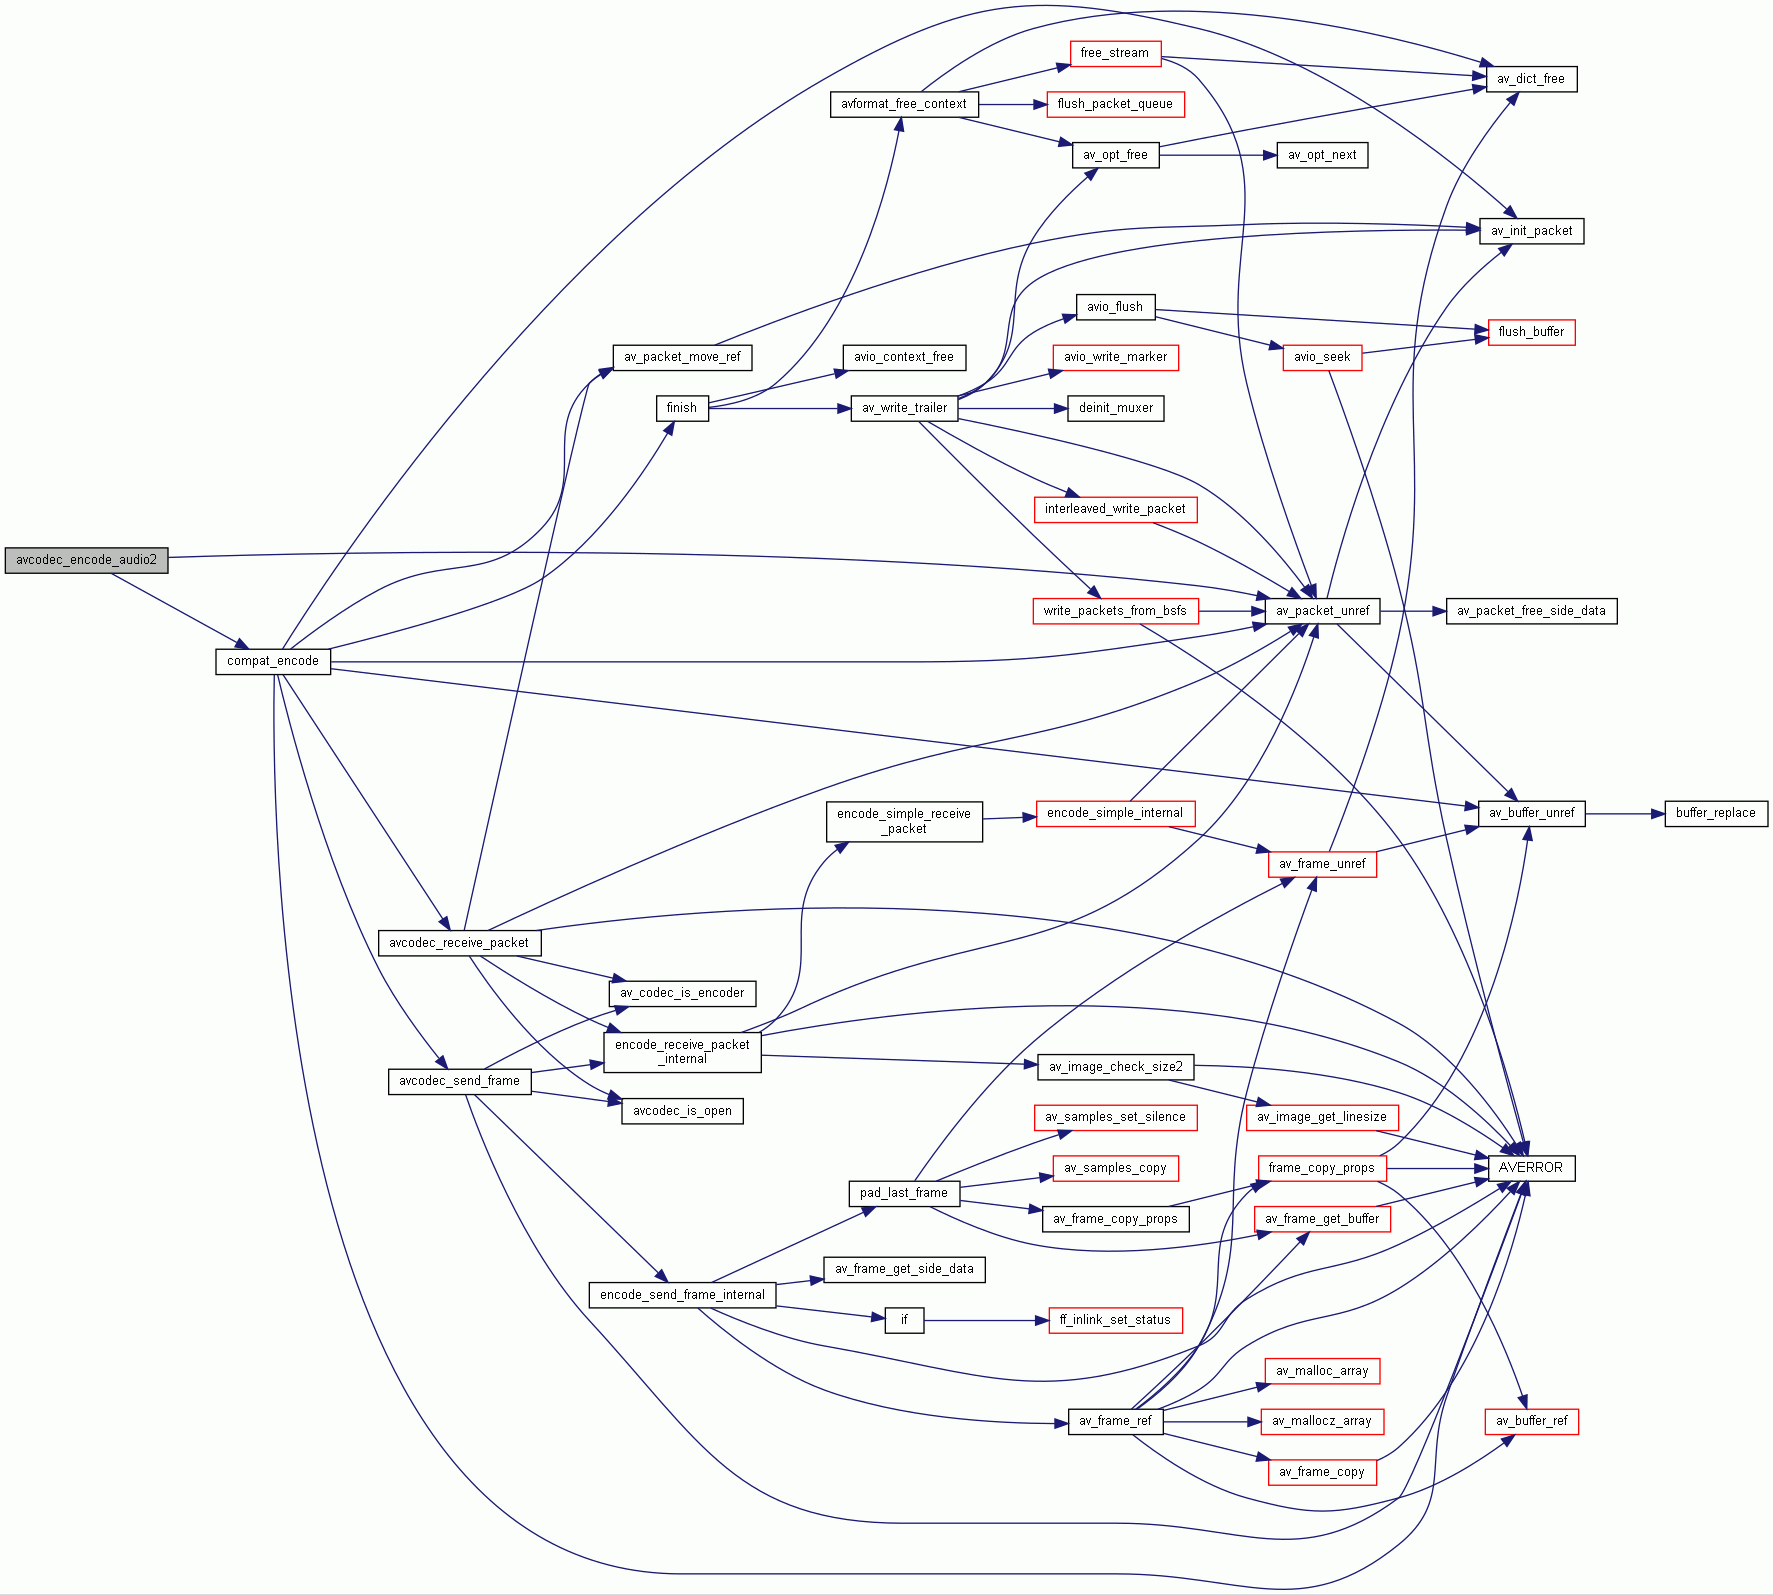 free_stream
av_dict_free
avformat_free_context
flush_packet_queue
av_opt_free
av_opt_next
av_init_packet
avio_flush
flush_buffer
av_packet_move_ref
avio_context_free
avio_write_marker
avio_seek
finish
av_write_trailer
deinit_muxer
interleaved_write_packet
avcodec_encode_audio2
write_packets_from_bsfs
av_packet_unref
av_packet_free_side_data
compat_encode
encode_simple_receive
_packet
encode_simple_internal
av_buffer_unref
buffer_replace
av_frame_unref
avcodec_receive_packet
av_codec_is_encoder
encode_receive_packet
_internal
av_image_check_size2
avcodec_send_frame
avcodec_is_open
av_samples_set_silence
av_image_get_linesize
av_samples_copy
frame_copy_props
AVERROR
pad_last_frame
av_frame_copy_props
av_frame_get_buffer
av_frame_get_side_data
encode_send_frame_internal
if
ff_inlink_set_status
av_malloc_array
av_frame_ref
av_mallocz_array
av_buffer_ref
av_frame_copy